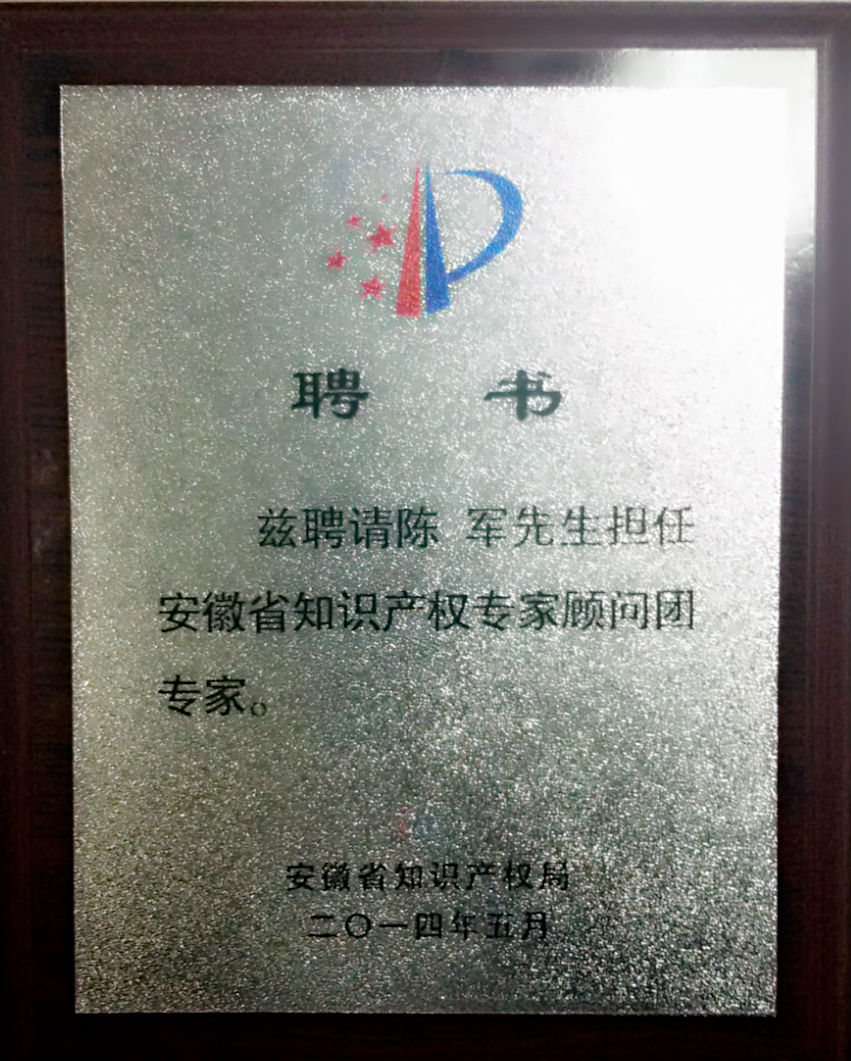 聘 书
兹聘请陈 军先生担任
安徽省知识产权专家顾问团
专家。
安徽省知识产权局
二〇一四年五月